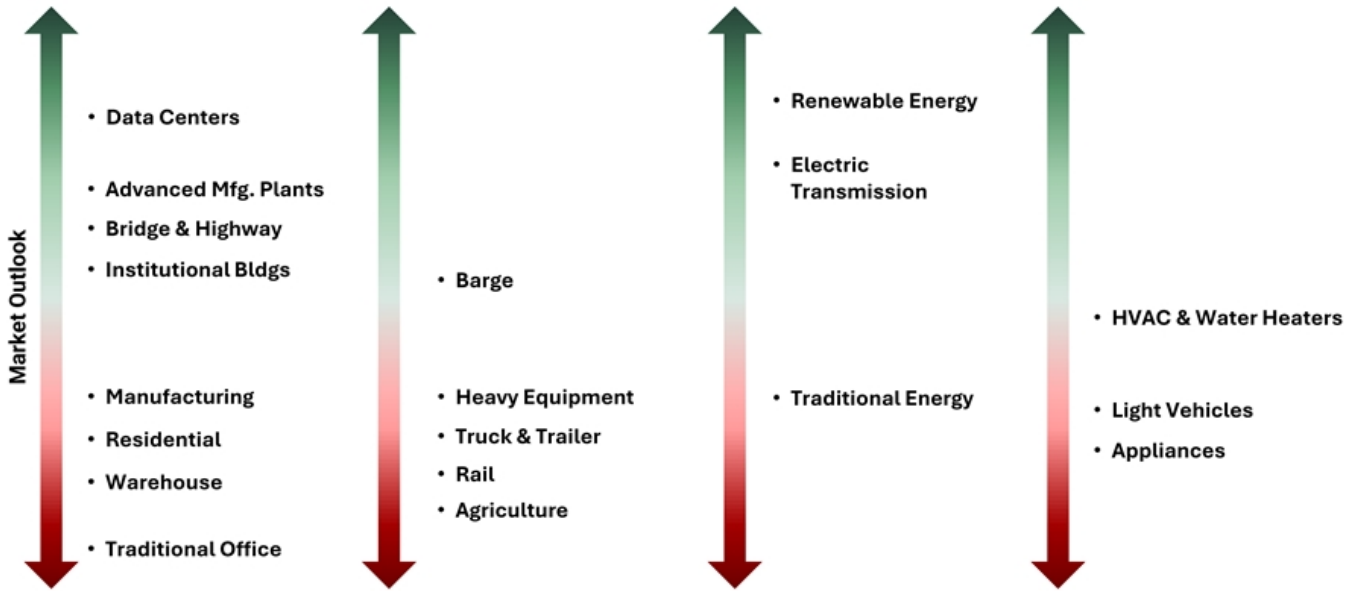 Market Outlook
• Data Centers
• Advanced Mfg. Plants
• Bridge & Highway
• Institutional Bldgs
• Manufacturing
• Residential
• Warehouse
• Traditional Office
• Barge
• Heavy Equipment
• Truck & Trailer
• Rail
• Agriculture
• Renewable Energy
• Electric
Transmission
• Traditional Energy
• HVAC & Water Heaters
• Light Vehicles
• Appliances